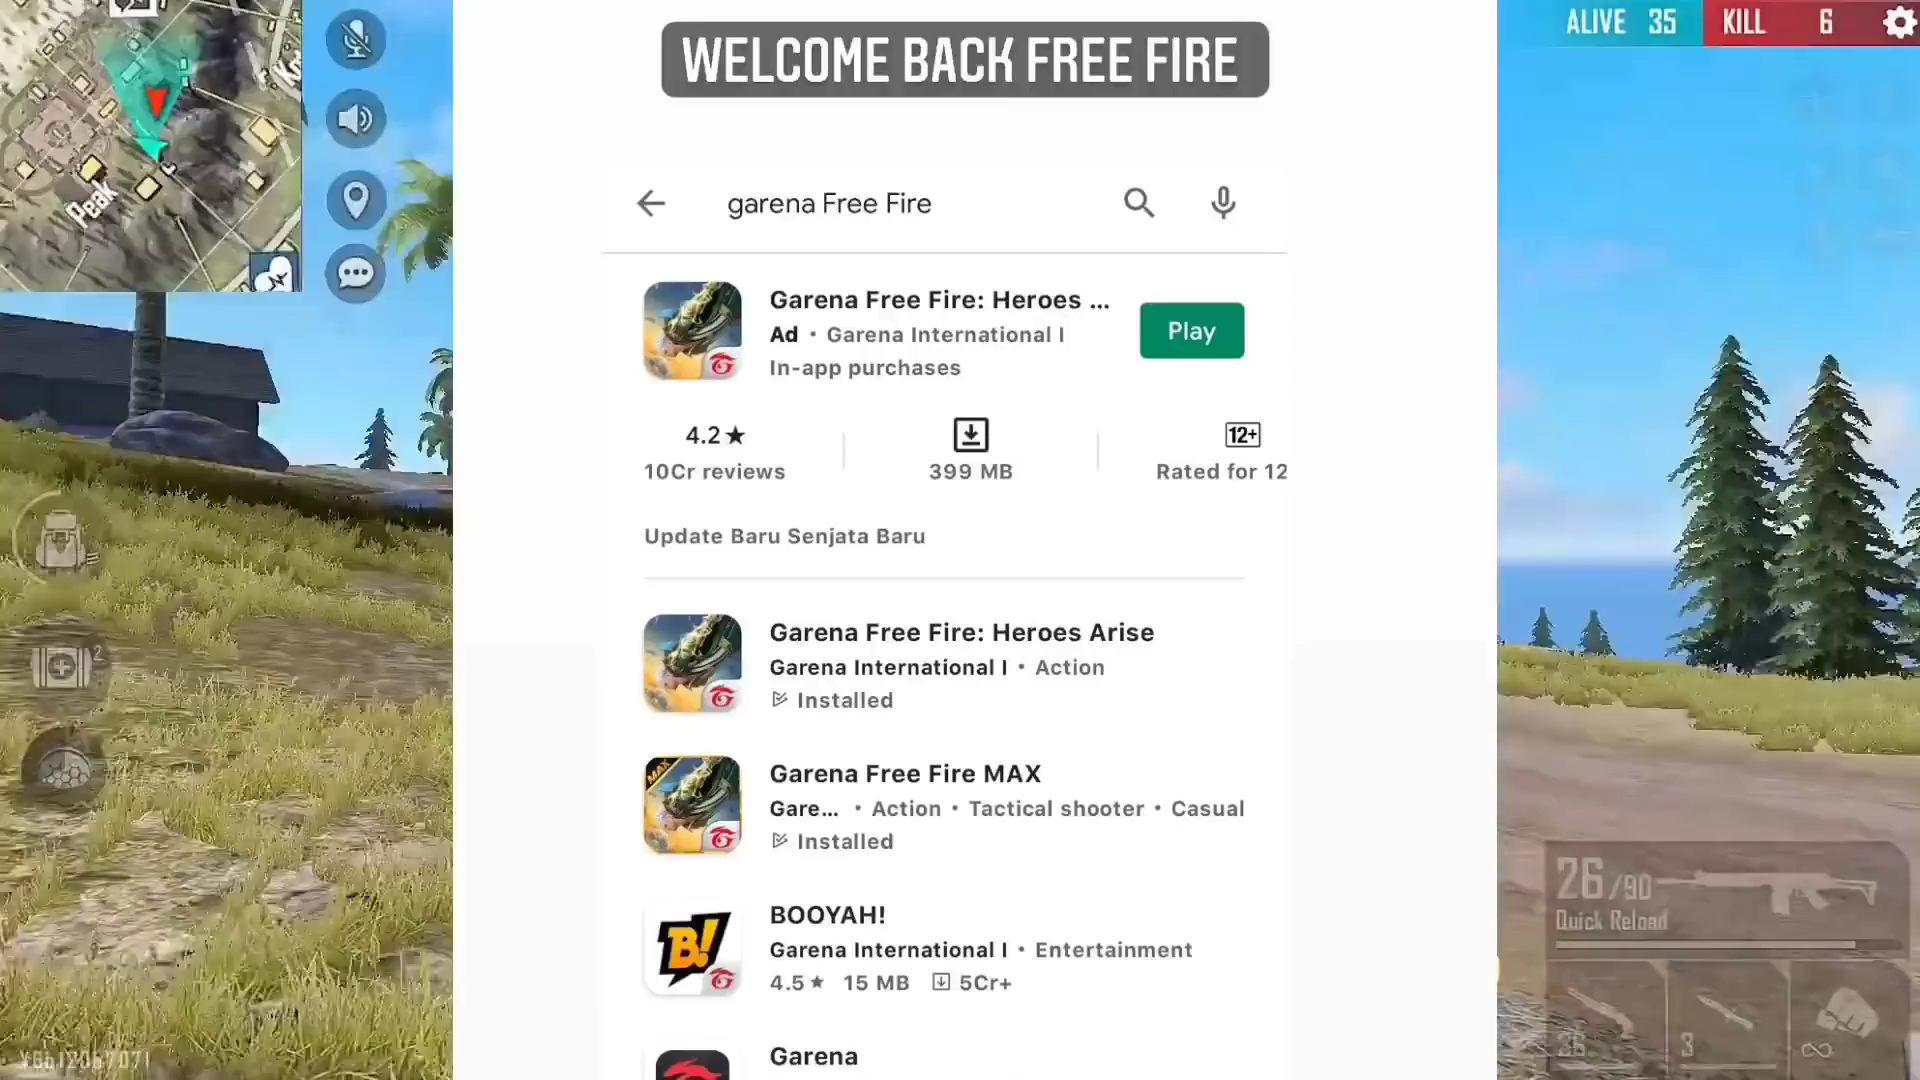 WELCOME BACK FREE FIRE
ALIVE 35 KILL 6
Peak
garena Free Fire
Garena Free Fire: Heroes ...
Ad • Garena International I
In-app purchases
Play
4.2★
10Cr reviews
399 MB
12+
Rated for 12
Update Baru Senjata Baru
Garena Free Fire: Heroes Arise
Garena International I • Action
Installed
MAX
Garena Free Fire MAX
Gare... • Action • Tactical shooter • Casual
Installed
B!
BOOYAH!
Garena International I • Entertainment
4.5★ 15 MB 5Cr+
Garena
2
26/90
Quick Reload
3
∞